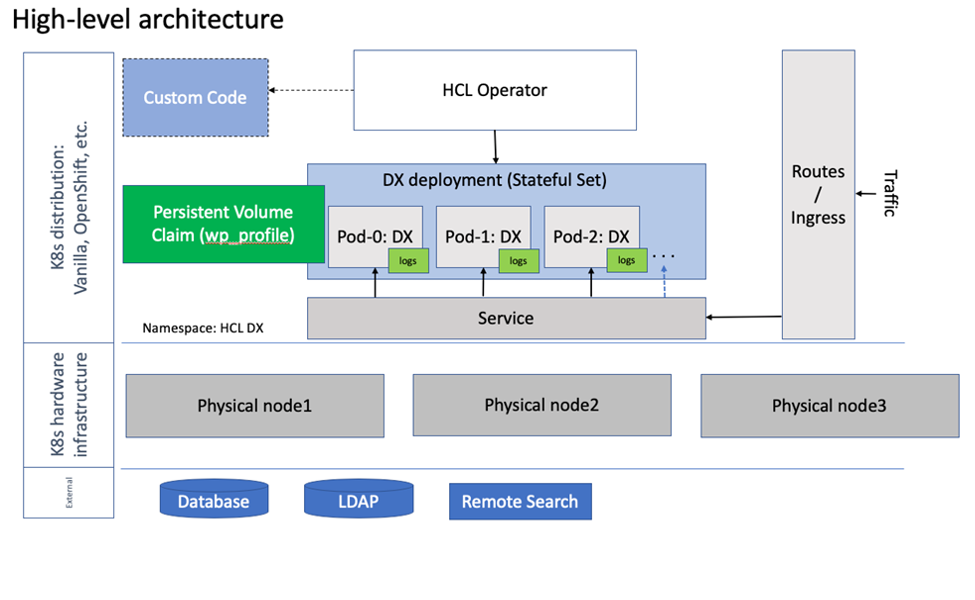 High-level architecture
K8s distribution:
Vanilla, OpenShift, etc.
Custom Code
HCL Operator
DX deployment (Stateful Set)
Persistent Volume
Claim (wp_profile)
Pod-0: DX
logs
Pod-1: DX
logs
Pod-2: DX
logs
...
Service
Namespace: HCL DX
Routes
/
Ingress
Traffic
K8s hardware
infrastructure
Physical node1
Physical node2
Physical node3
External
Database
LDAP
Remote Search